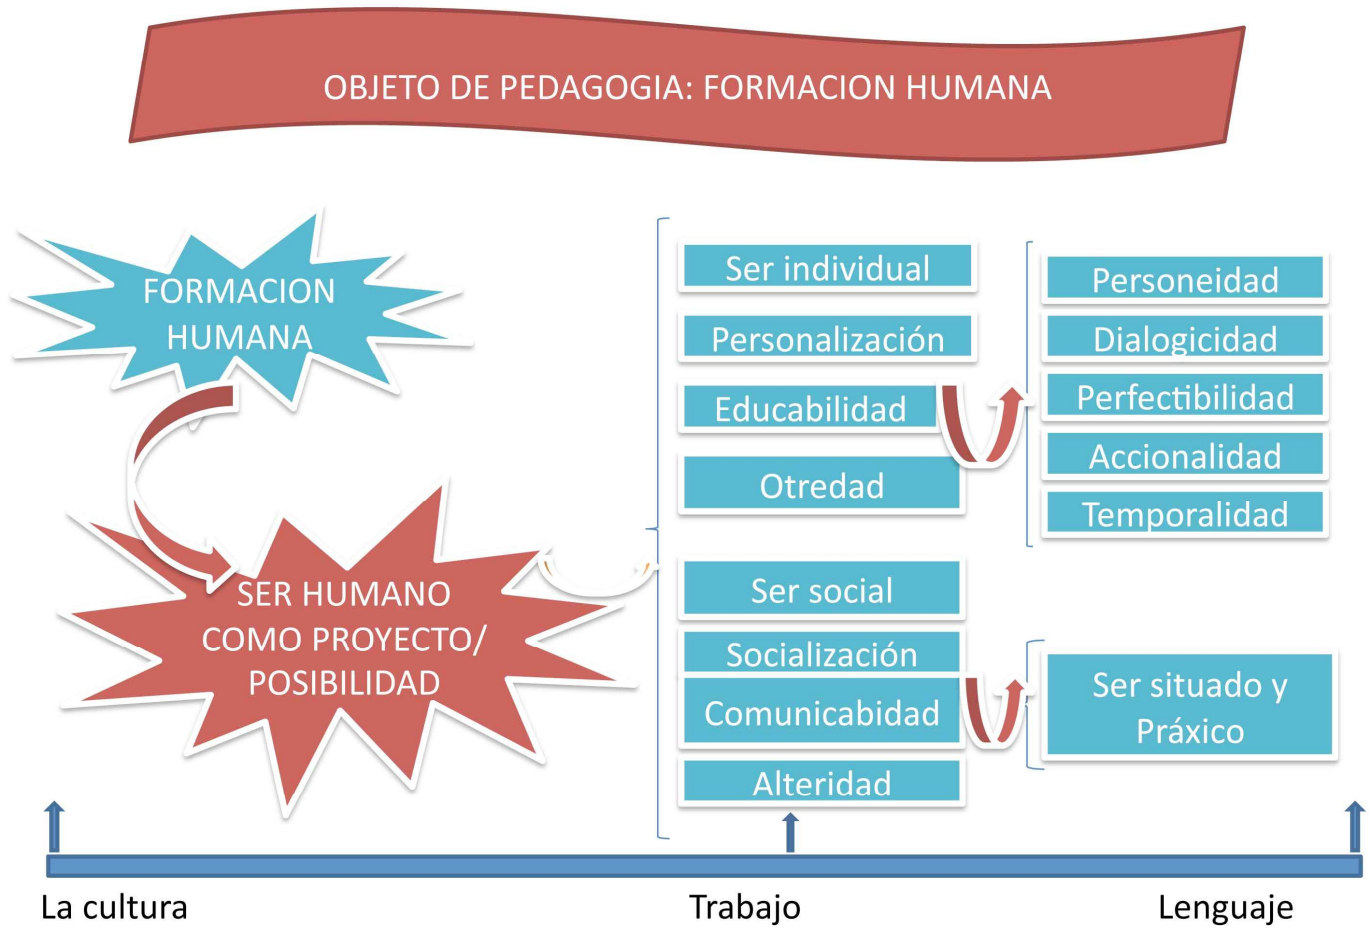 OBJETO DE PEDAGOGIA: FORMACION HUMANA
FORMACION
HUMANA
SER HUMANO
COMO PROYECTO/
POSIBILIDAD
Ser individual
Personalización
Educabilidad
Otredad
Ser social
Socialización
Comunicabidad
Alteridad
Personeidad
Dialogicidad
Perfectibilidad
Accionalidad
Temporalidad
Ser situado y
Práxico
La cultura
Trabajo
Lenguaje